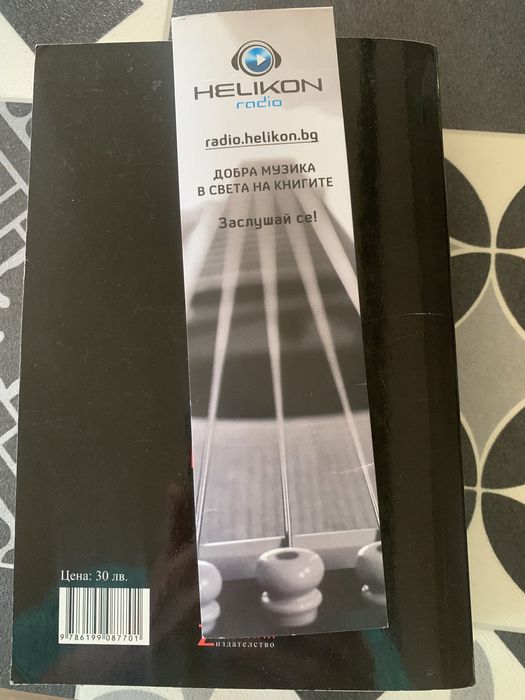 HELIKON
radio
radio.helikon.bg
ДОБРА МУЗИКА
В СВЕТА НА КНИГИТЕ
Заслушай се!
Цена: 30 лв.
9 786199 087701
издателство